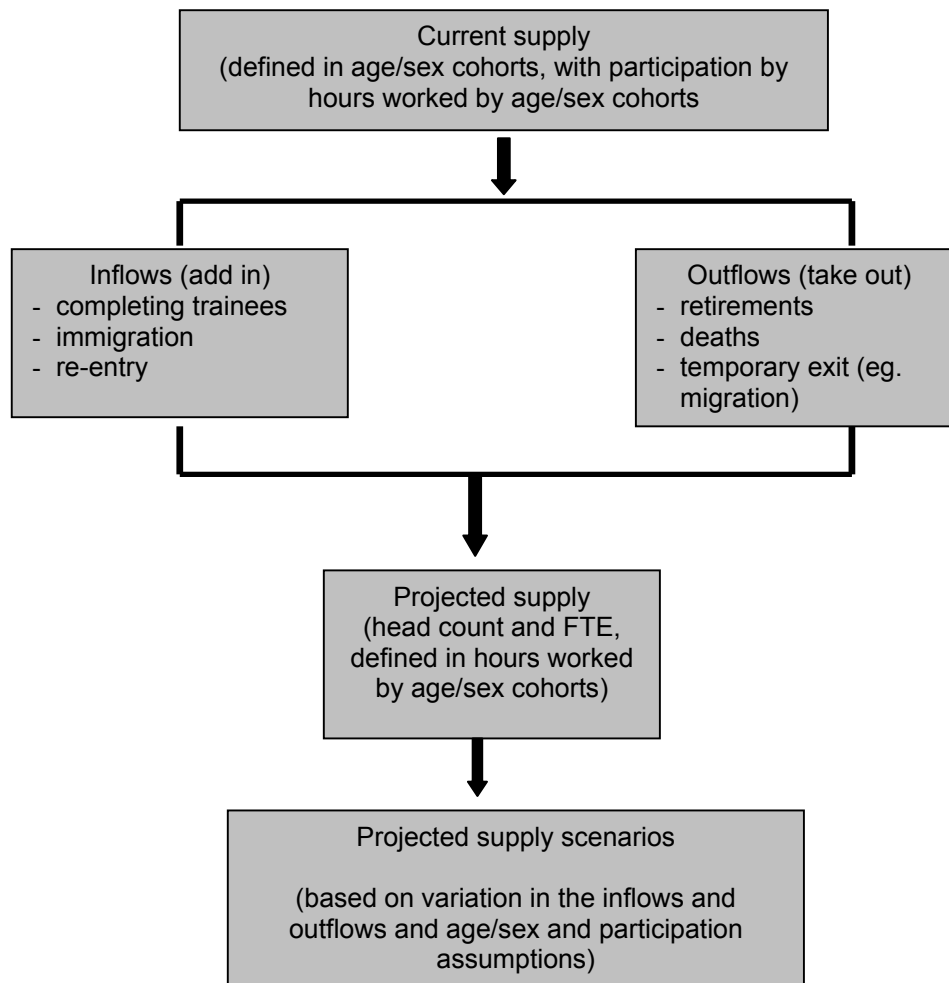 Current supply
(defined in age/sex cohorts, with participation by
hours worked by age/sex cohorts
Inflows (add in)
- completing trainees
- immigration
- re-entry
Outflows (take out)
- retirements
- deaths
- temporary exit (eg.
migration)
Projected supply
(head count and FTE,
defined in hours worked
by age/sex cohorts)
Projected supply scenarios
(based on variation in the inflows and
outflows and age/sex and participation
assumptions)